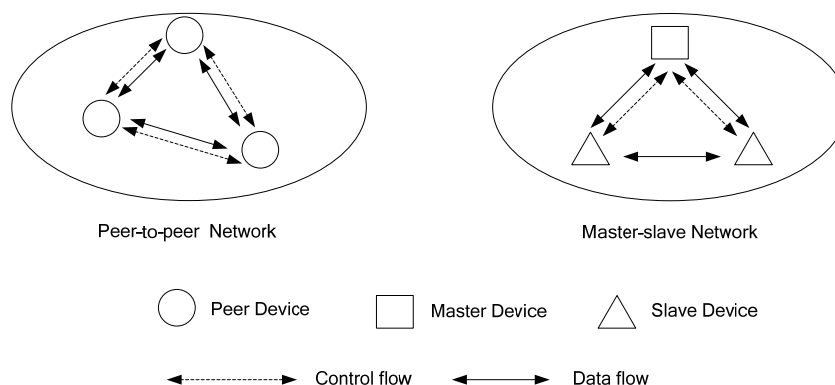 Peer-to-peer Network
Master-slave Network
Peer Device
Master Device
Slave Device
Control flow
Data flow